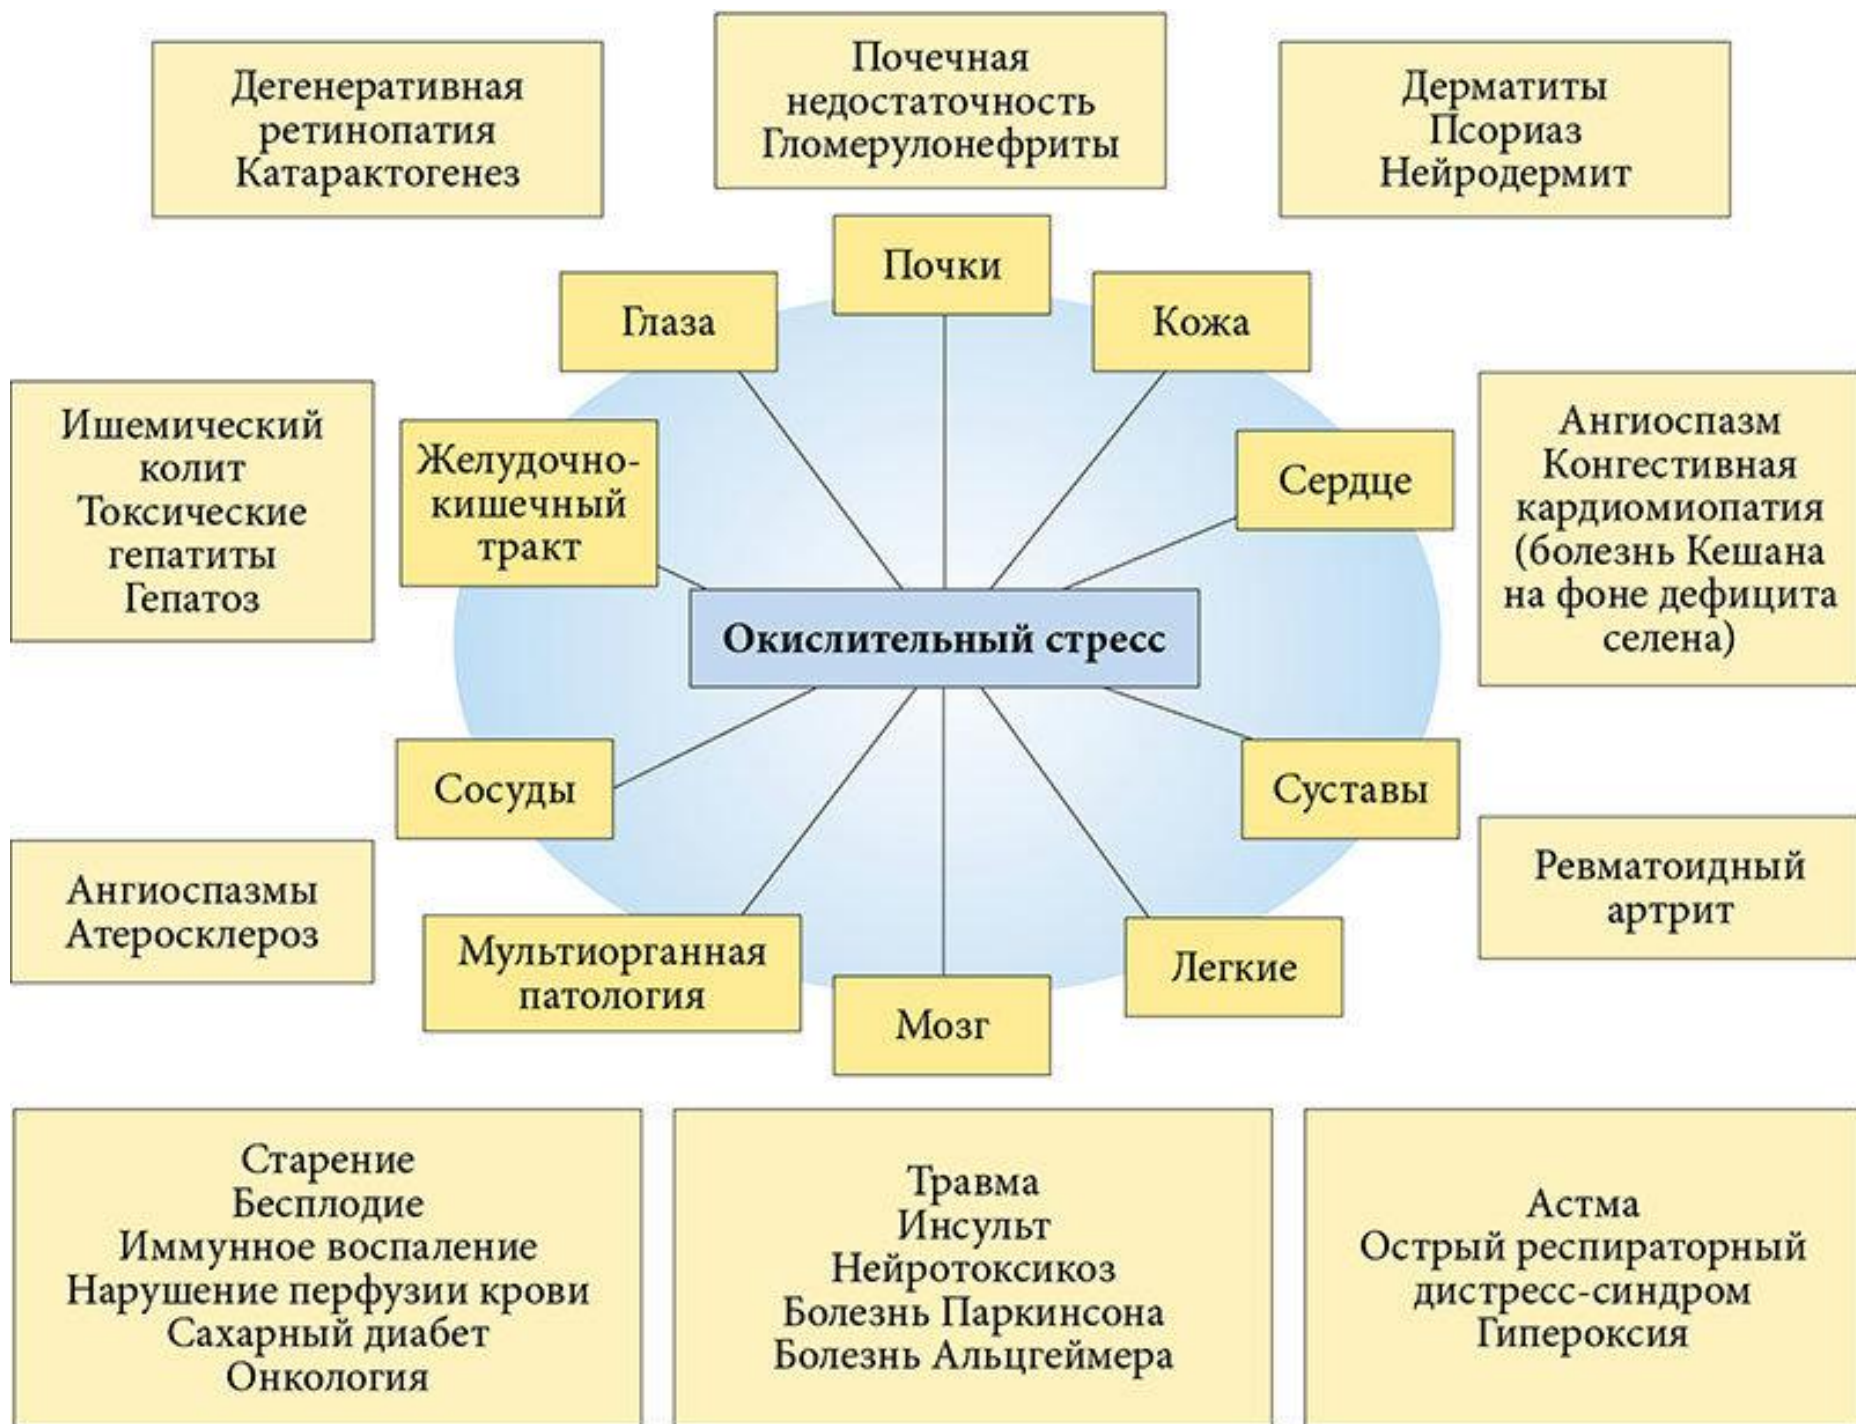 Дегенеративная
ретинопатия
Катарактогенез
Почечная
недостаточность
Гломерулонефриты
Дерматиты
Псориаз
Нейродермит
Глаза
Почки
Кожа
Ишемический
колит
Токсические
гепатиты
Гепатоз
Желудочно-
кишечный
тракт
Сердце
Ангиоспазм
Конгестивная
кардиомиопатия
(болезнь Кешана
на фоне дефицита
селена)
Окислительный стресс
Сосуды
Суставы
Ангиоспазмы
Атеросклероз
Мультиорганная
патология
Мозг
Легкие
Ревматоидный
артрит
Старение
Бесплодие
Иммунное воспаление
Нарушение перфузии крови
Сахарный диабет
Онкология
Травма
Инсульт
Нейротоксикоз
Болезнь Паркинсона
Болезнь Альцгеймера
Астма
Острый респираторный
дистресс-синдром
Гипероксия